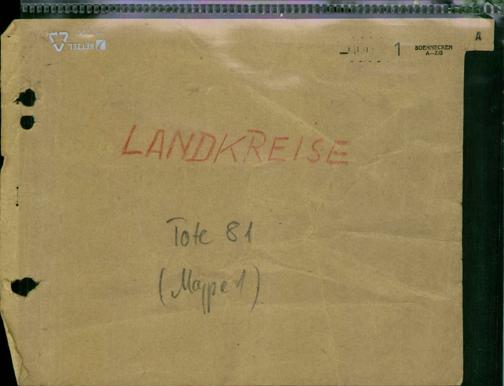 A
1 SOENNECKEN
LANDKREISE
Tote 81
(Mappe 1)